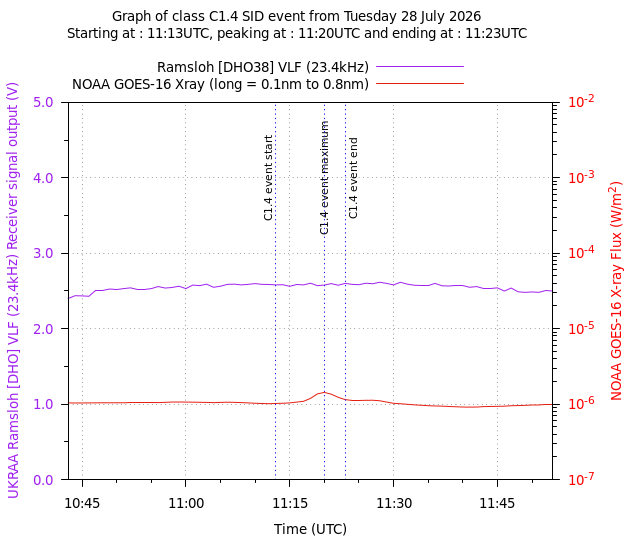 Graph of class C1.4 SID event from Tuesday 28 July 2026
Starting at : 11:13UTC, peaking at : 11:20UTC and ending at : 11:23UTC
Ramsloh [DHO38] VLF (23.4kHz)
NOAA GOES-16 Xray (long = 0.1nm to 0.8nm)
UKRAA Ramsloh [DHO] VLF (23.4kHz) Receiver signal output (V)
5.0
4.0
3.0
2.0
1.0
0.0
C1.4 event start
C1.4 event maximum
C1.4 event end
10-2
10-3
10-4
10-5
10-6
10-7
NOAA GOES-16 X-ray Flux (W/m2)
10:45
11:00
11:15
11:30
11:45
Time (UTC)